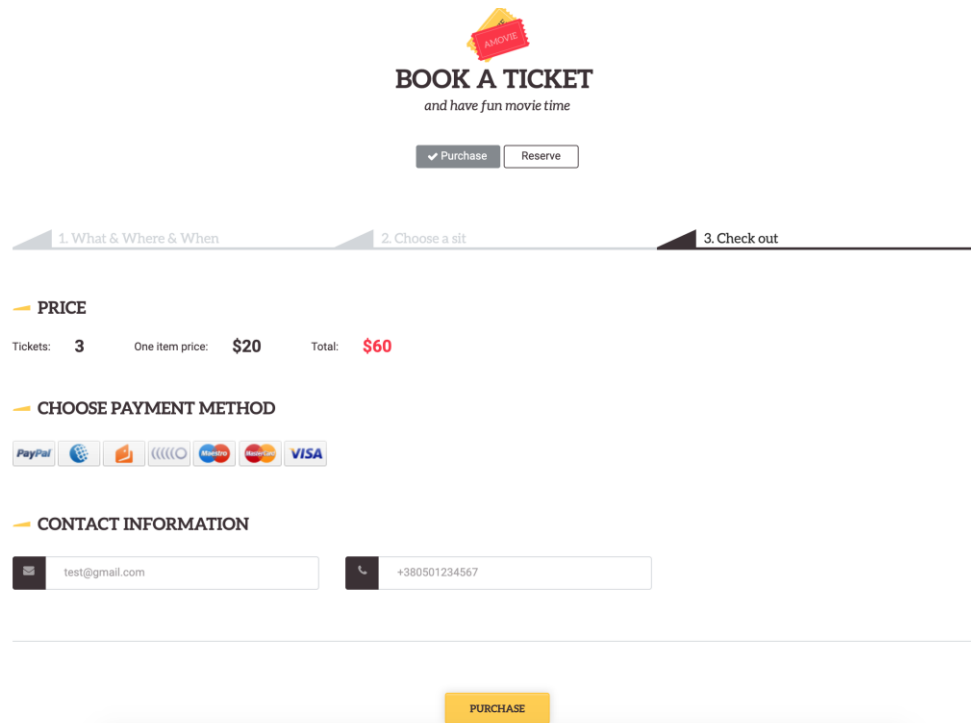 AMOVIE
BOOK A TICKET
and have fun movie time
Purchase Reserve
1. What & Where & When 2. Choose a sit 3. Check out
PRICE
Tickets: 3 One item price: $20 Total: $60
CHOOSE PAYMENT METHOD
PayPal Maestro MasterCard VISA
CONTACT INFORMATION
test@gmail.com +380501234567
PURCHASE